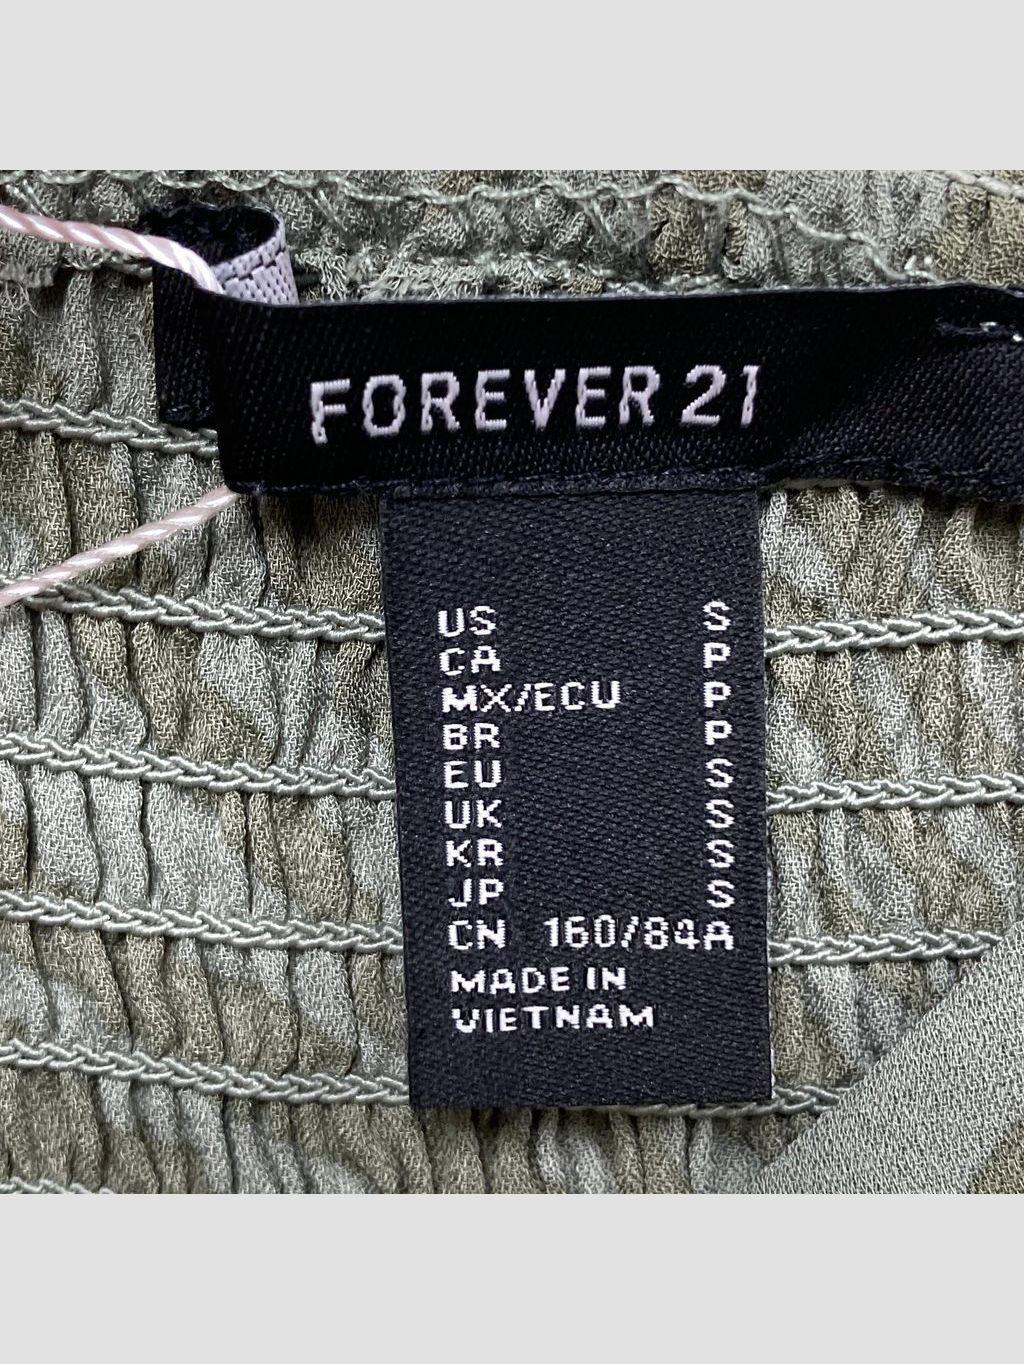 FOREVER 21
US S
CA P
MX/ECU P
BR P
EU S
UK S
KR S
JP S
CN 160/84A
MADE IN
VIETNAM